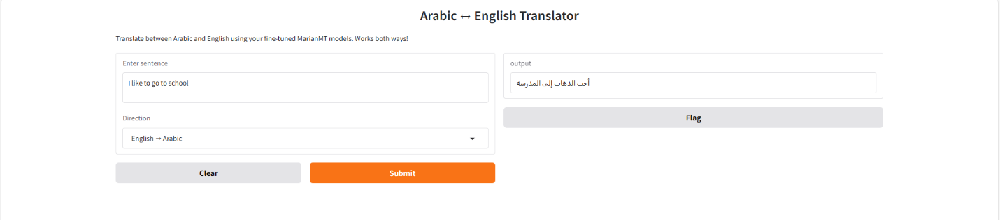 Arabic ↔ English Translator
Translate between Arabic and English using your fine-tuned MarianMT models. Works both ways!
Enter sentence
I like to go to school
Direction
English → Arabic
Clear
Submit
output
أحب الذهاب إلى المدرسة
Flag